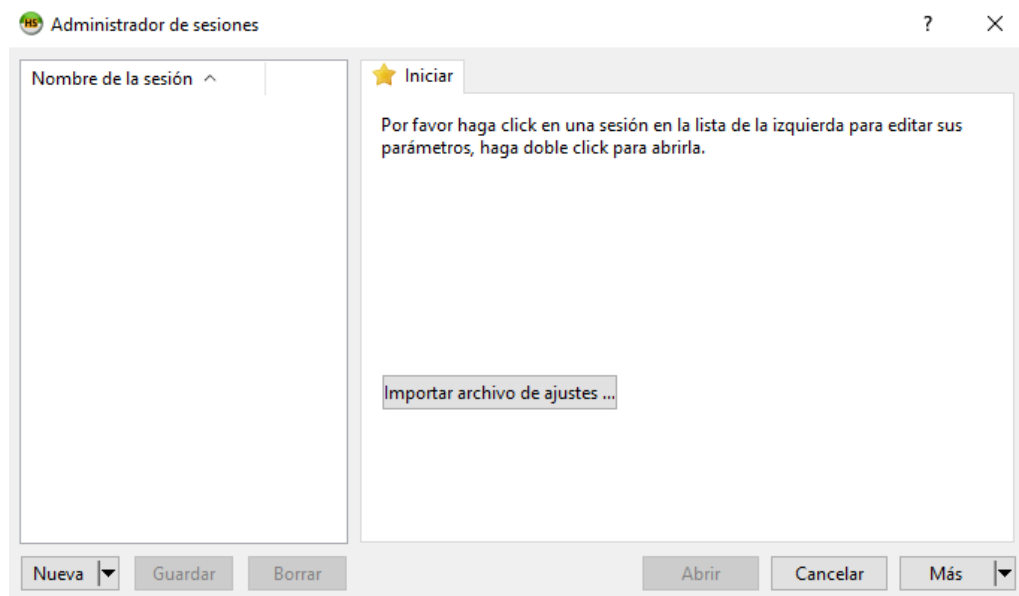 HS Administrador de sesiones ?
Nombre de la sesión
Iniciar
Por favor haga click en una sesión en la lista de la izquierda para editar sus
parámetros, haga doble click para abrirla.
Importar archivo de ajustes ...
Nueva Guardar Borrar Abrir Cancelar Más